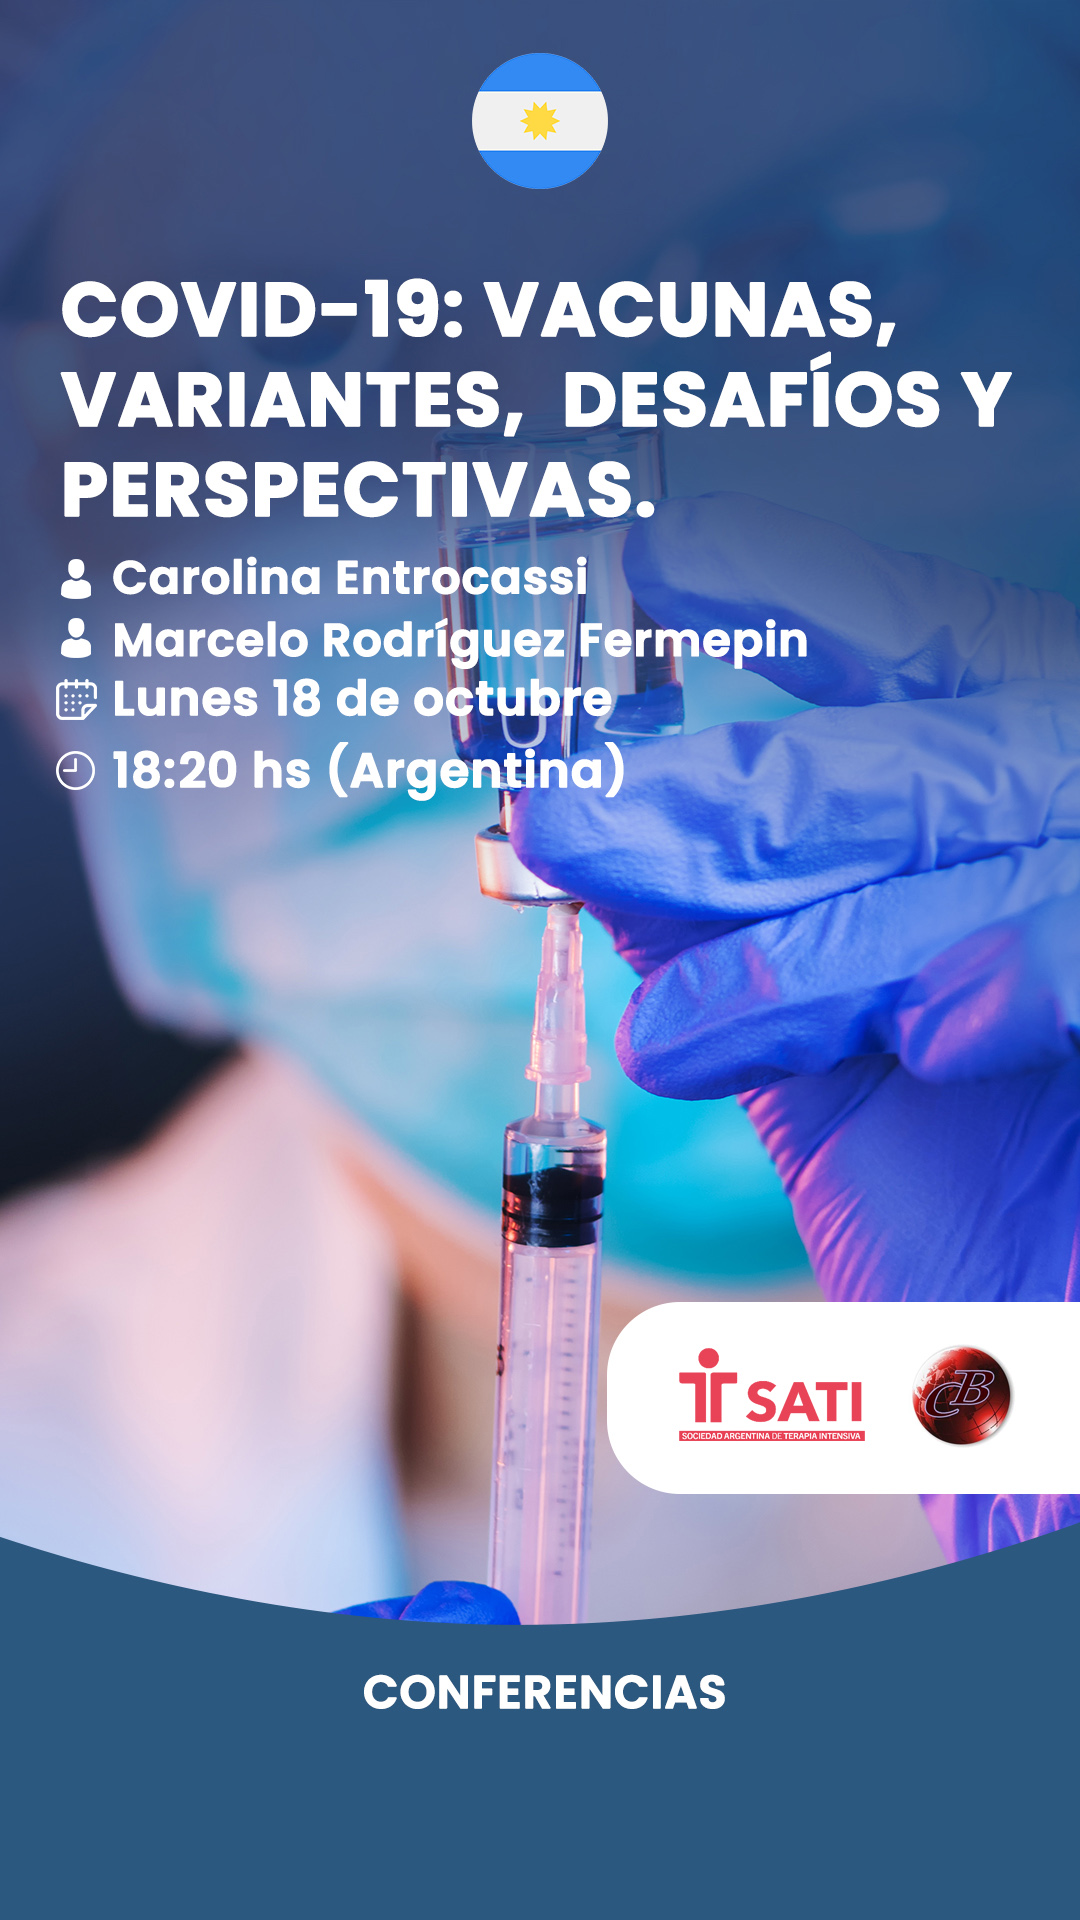 COVID-19: VACUNAS,
VARIANTES, DESAFÍOS Y
PERSPECTIVAS.
Carolina Entrocassi
Marcelo Rodríguez Fermepin
Lunes 18 de octubre
18:20 hs (Argentina)
SATI
SOCIEDAD ARGENTINA DE TERAPIA INTENSIVA
CB
CONFERENCIAS